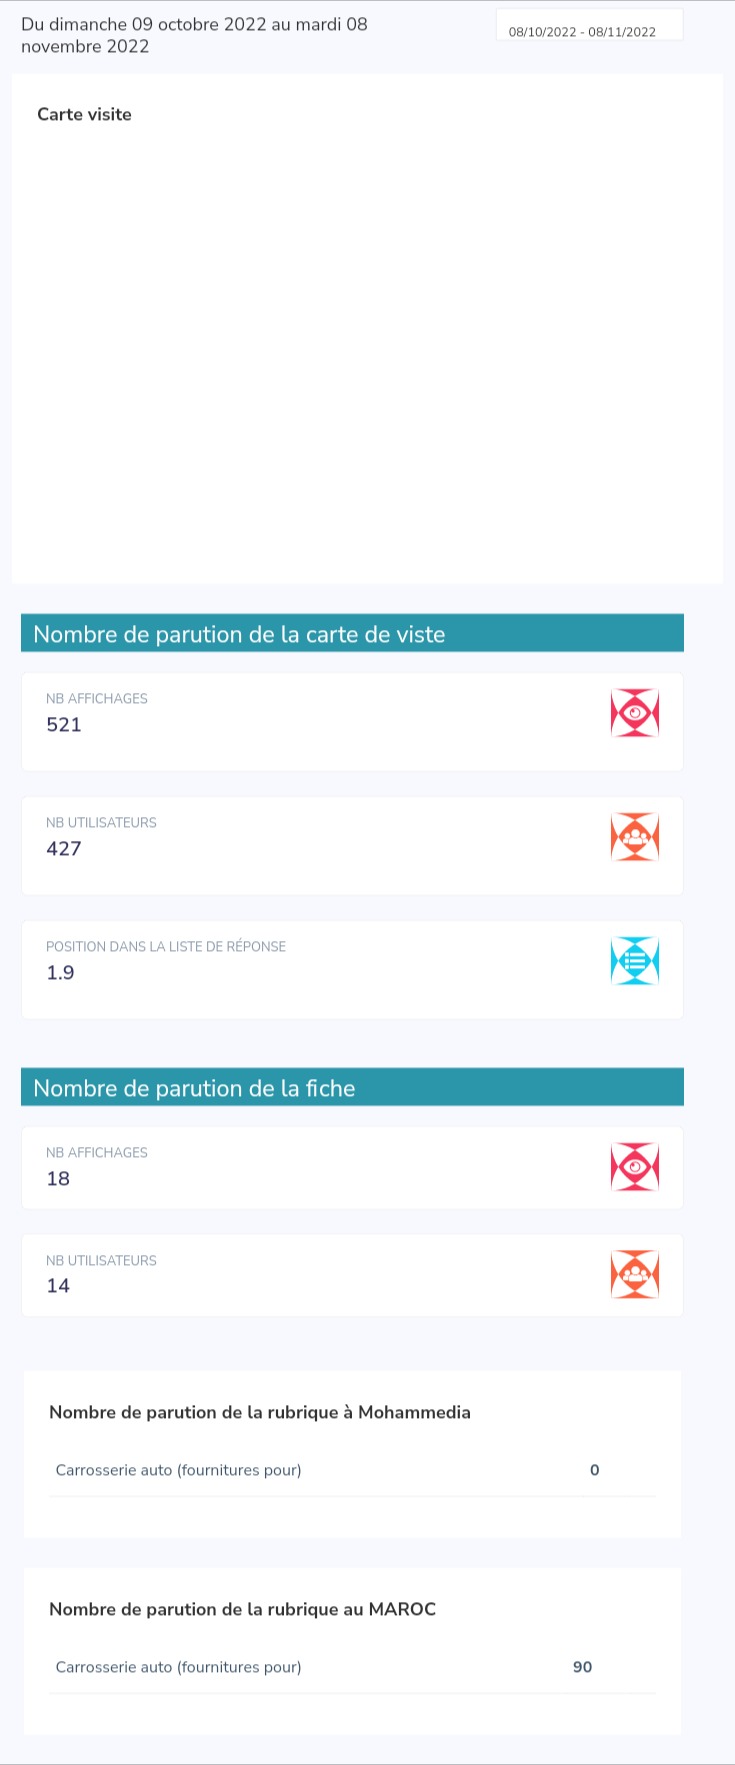 Du dimanche 09 octobre 2022 au mardi 08
novembre 2022
08/10/2022 - 08/11/2022
Carte visite
Nombre de parution de la carte de viste
NB AFFICHAGES
521
NB UTILISATEURS
427
POSITION DANS LA LISTE DE RÉPONSE
1.9
Nombre de parution de la fiche
NB AFFICHAGES
18
NB UTILISATEURS
14
Nombre de parution de la rubrique à Mohammedia
Carrosserie auto (fournitures pour) 0
Nombre de parution de la rubrique au MAROC
Carrosserie auto (fournitures pour) 90